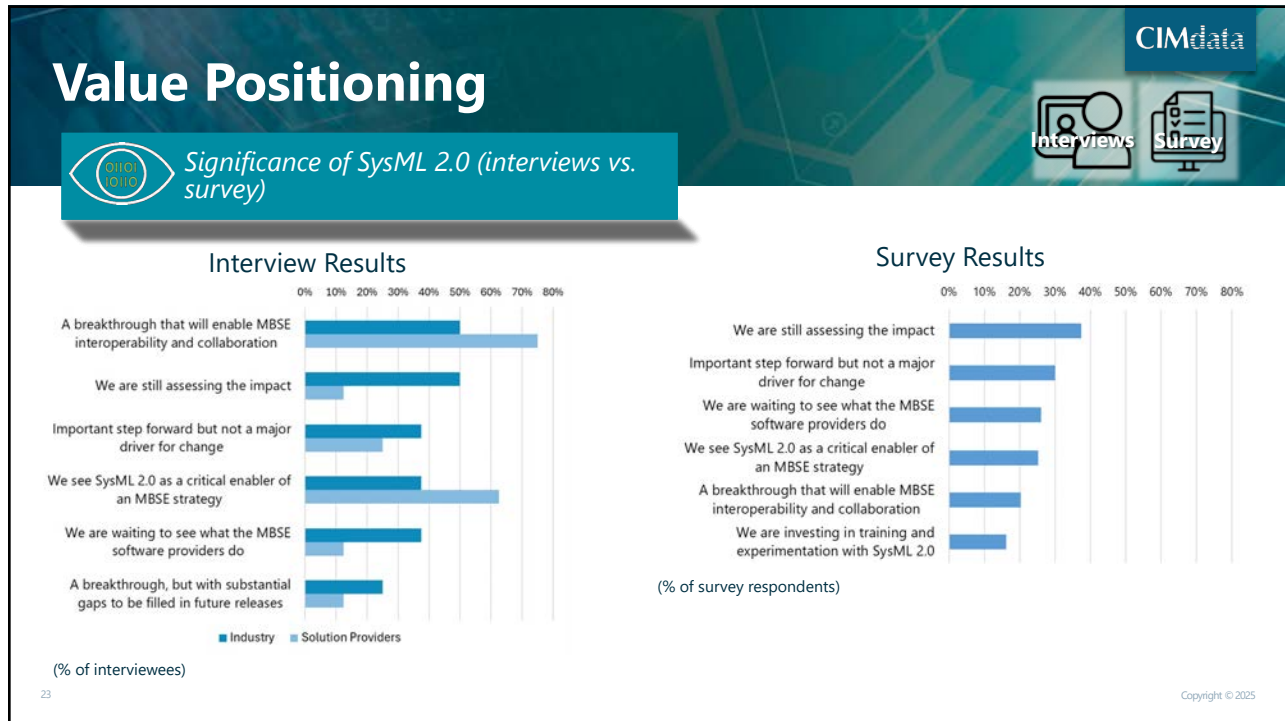 CIMdata
Value Positioning
Interviews
Survey
01101
10110
Significance of SysML 2.0 (interviews vs.
survey)
Interview Results
0% 10% 20% 30% 40% 50% 60% 70% 80%
A breakthrough that will enable MBSE
interoperability and collaboration
We are still assessing the impact
Important step forward but not a major
driver for change
We see SysML 2.0 as a critical enabler of
an MBSE strategy
We are waiting to see what the MBSE
software providers do
A breakthrough, but with substantial
gaps to be filled in future releases
Industry Solution Providers
(% of interviewees)
Survey Results
0% 10% 20% 30% 40% 50% 60% 70% 80%
We are still assessing the impact
Important step forward but not a major
driver for change
We are waiting to see what the MBSE
software providers do
We see SysML 2.0 as a critical enabler of
an MBSE strategy
A breakthrough that will enable MBSE
interoperability and collaboration
We are investing in training and
experimentation with SysML 2.0
(% of survey respondents)
23
Copyright © 2025